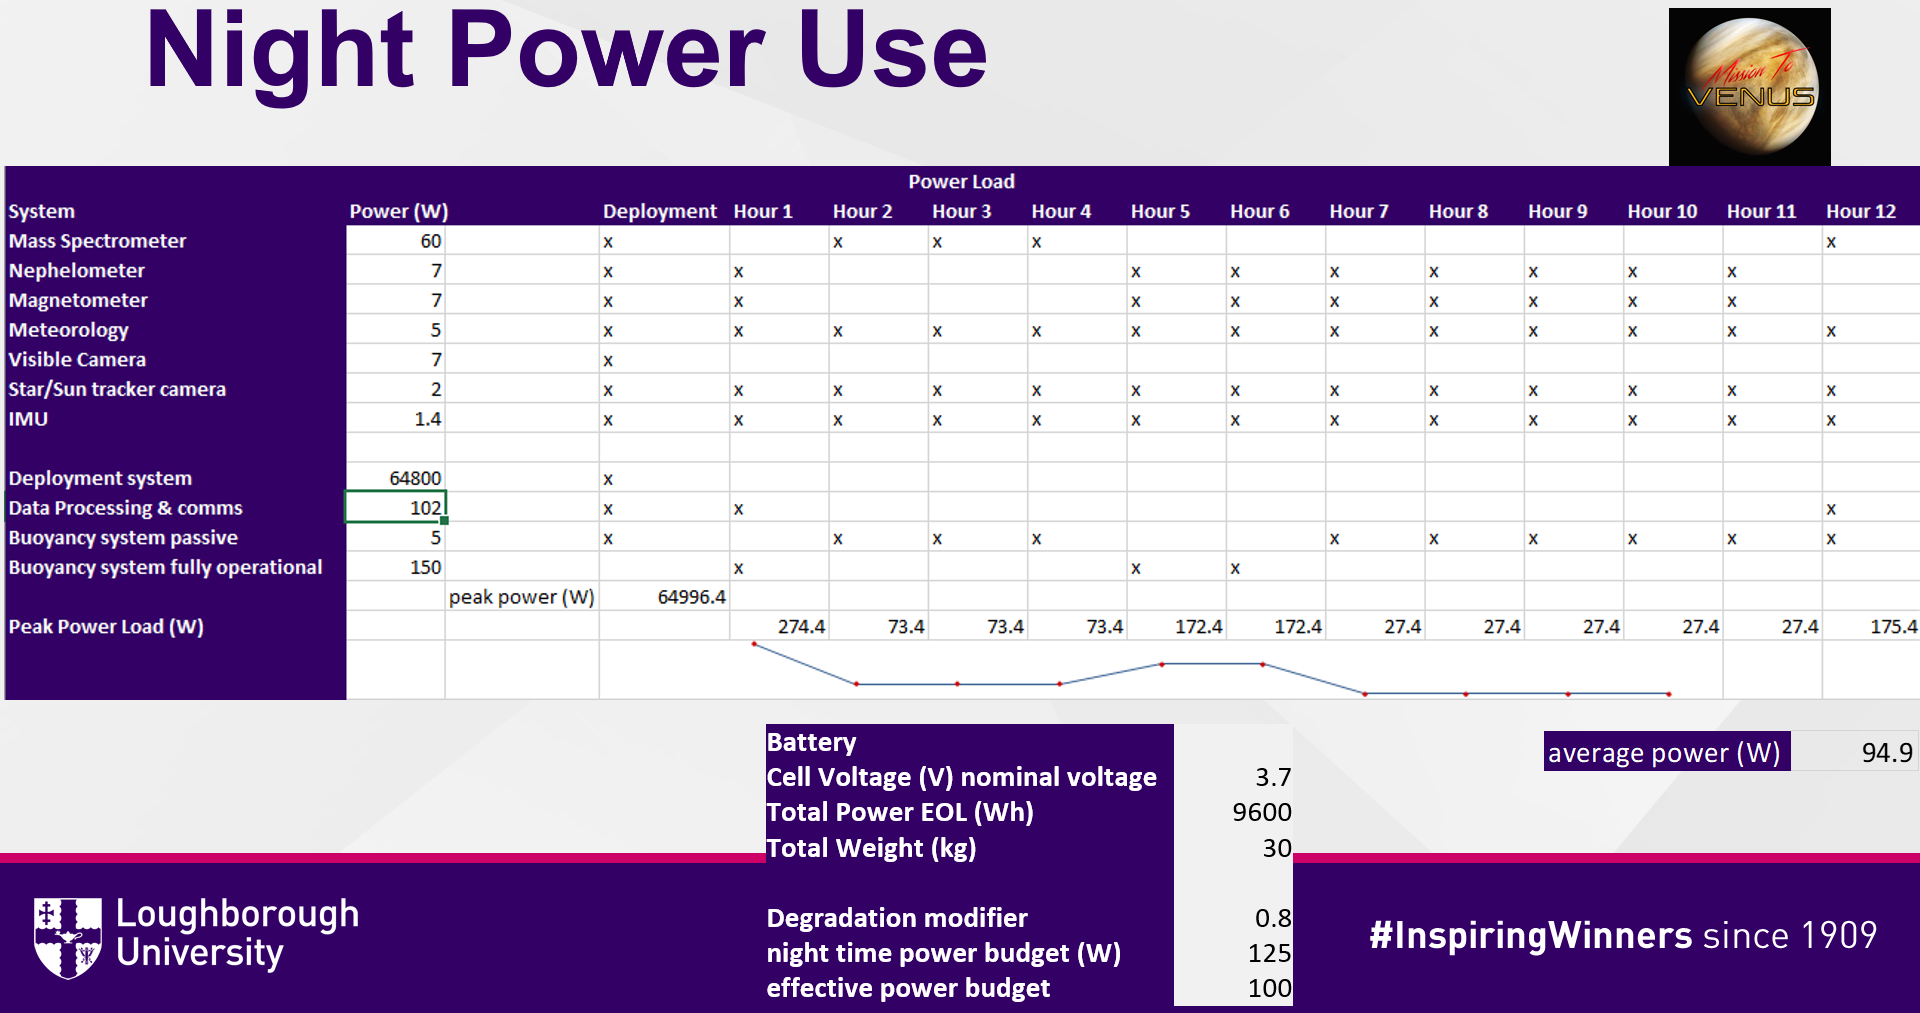 Night Power Use
Mission To
VENUS
Power Load
System Power (W) Deployment Hour 1 Hour 2 Hour 3 Hour 4 Hour 5 Hour 6 Hour 7 Hour 8 Hour 9 Hour 10 Hour 11 Hour 12
Mass Spectrometer 60 x x x x x
Nephelometer 7 x x x x x x x x x
Magnetometer 7 x x x x x x x x x
Meteorology 5 x x x x x x x x x x x x x
Visible Camera 7 x
Star/Sun tracker camera 2 x x x x x x x x x x x x x
IMU 1.4 x x x x x x x x x x x x x
Deployment system 64800 x
Data Processing & comms 102 x x x
Buoyancy system passive 5 x x x x x x x x x x
Buoyancy system fully operational 150 x x x
peak power (W) 64996.4
Peak Power Load (W) 274.4 73.4 73.4 73.4 172.4 172.4 27.4 27.4 27.4 27.4 27.4 175.4
Battery
Cell Voltage (V) nominal voltage 3.7
Total Power EOL (Wh) 9600
Total Weight (kg) 30
Degradation modifier 0.8
night time power budget (W) 125
effective power budget 100
average power (W) 94.9
Loughborough
University
#InspiringWinners since 1909